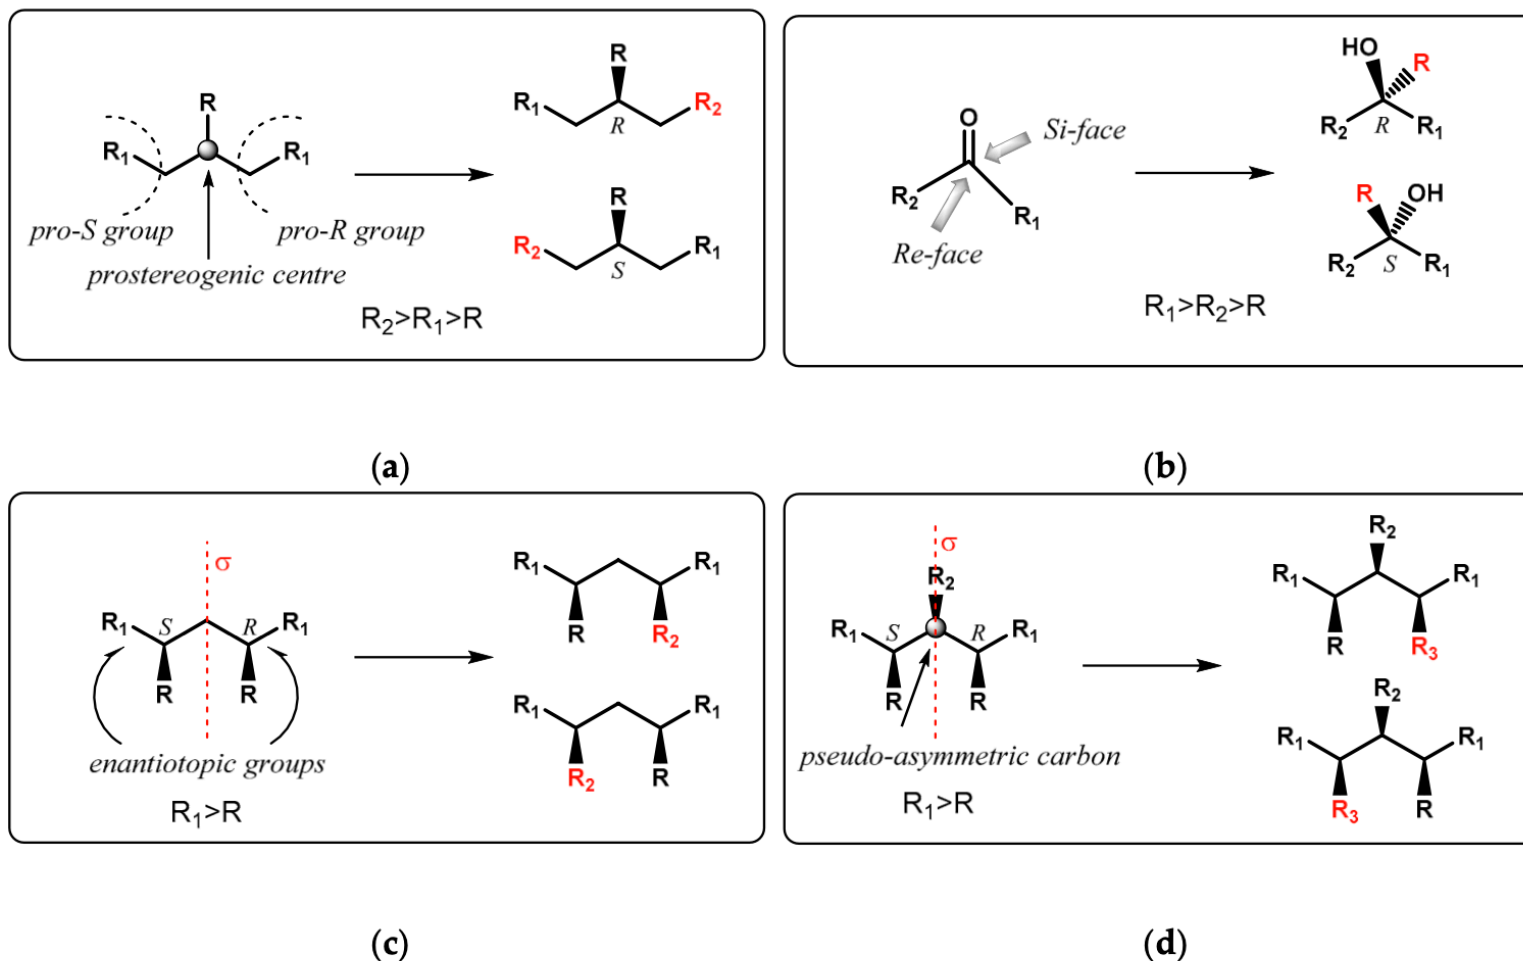 R
R₁ R₁
pro-S group pro-R group
prostereogenic centre
R₂>R₁>R
R
R₁ R₂
R
R
R₂ R₁
S
(a)
O
Si-face
R₂ R₁
Re-face
HO R
R₂ R R₁
R OH
R₂ S R₁
R₁>R₂>R
(b)
σ
R₁ S R R₁
R R
enantiotopic groups
R₁>R
R₁ R₁
R R₂
R₁ R₁
R₂ R
(c)
σ
R₂
R₁ S R R₁
R R
pseudo-asymmetric carbon
R₁>R
R₂
R₁ R₁
R R₃
R₂
R₁ R₁
R₃ R
(d)